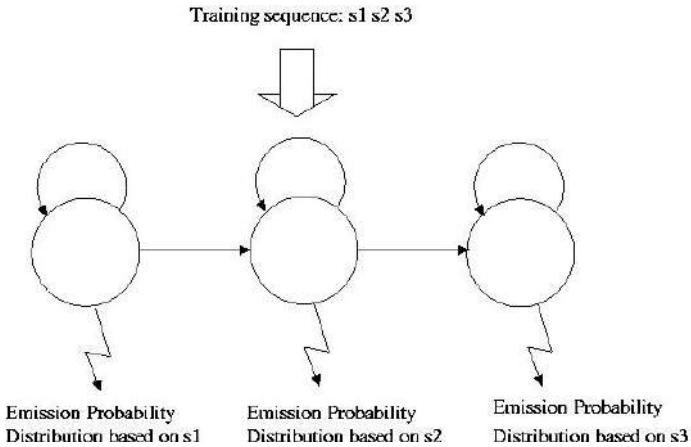 Training sequence: s1 s2 s3
Emission Probability
Distribution based on s1
Emission Probability
Distribution based on s2
Emission Probability
Distribution based on s3